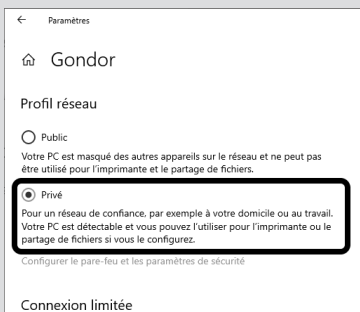 Paramètres
Gondor
Profil réseau
Public
Votre PC est masqué des autres appareils sur le réseau et ne peut pas
être utilisé pour l'imprimante et le partage de fichiers.
Privé
Pour un réseau de confiance, par exemple à votre domicile ou au travail.
Votre PC est détectable et vous pouvez l'utiliser pour l'imprimante ou le
partage de fichiers si vous le configurez.
Configurer le pare-feu et les paramètres de sécurité
Connexion limitée